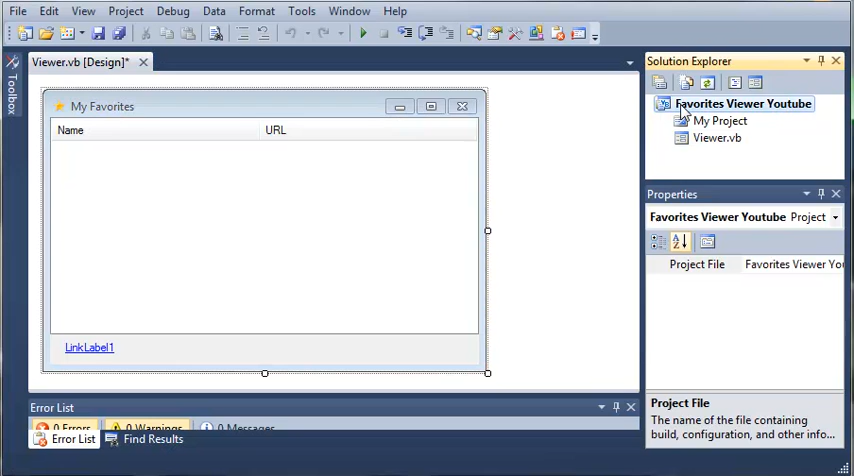 File Edit View Project Debug Data Format Tools Window Help
Viewer.vb [Design]*
Toolbox
My Favorites
Name URL
LinkLabel1
Solution Explorer
Favorites Viewer Youtube
My Project
Viewer.vb
Properties
Favorites Viewer Youtube Project
Project File Favorites Viewer You
Project File
The name of the file containing
build, configuration, and other info...
Error List
0 Errors 0 Warnings 0 Messages
Error List Find Results